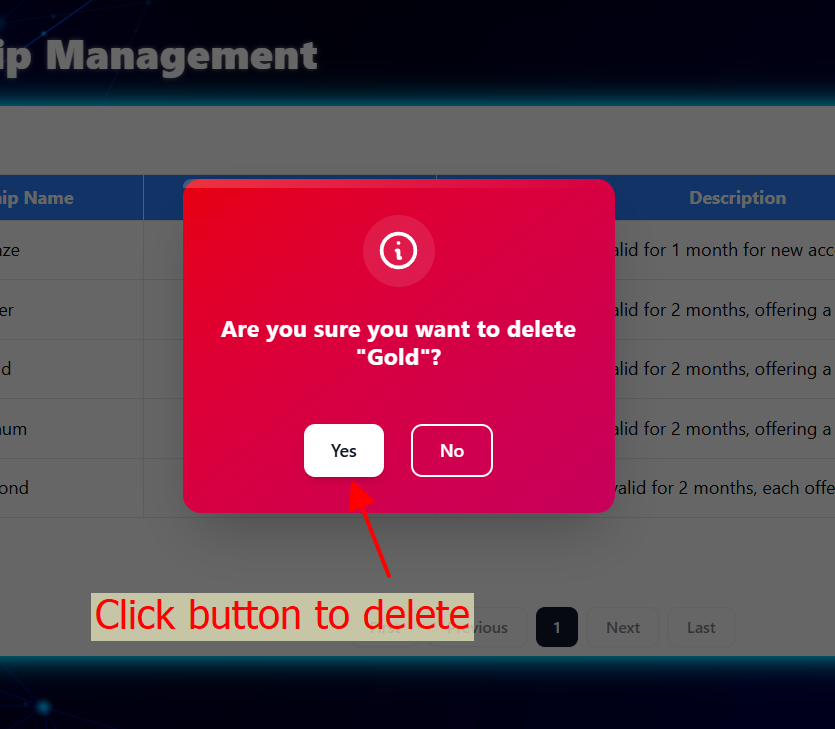 ip Management
ip Name Description
ze alid for 1 month for new acc
er alid for 2 months, offering a
d alid for 2 months, offering a
um alid for 2 months, offering a
ond valid for 2 months, each offe
Are you sure you want to delete
"Gold"?
Yes No
Click button to delete
First Previous 1 Next Last